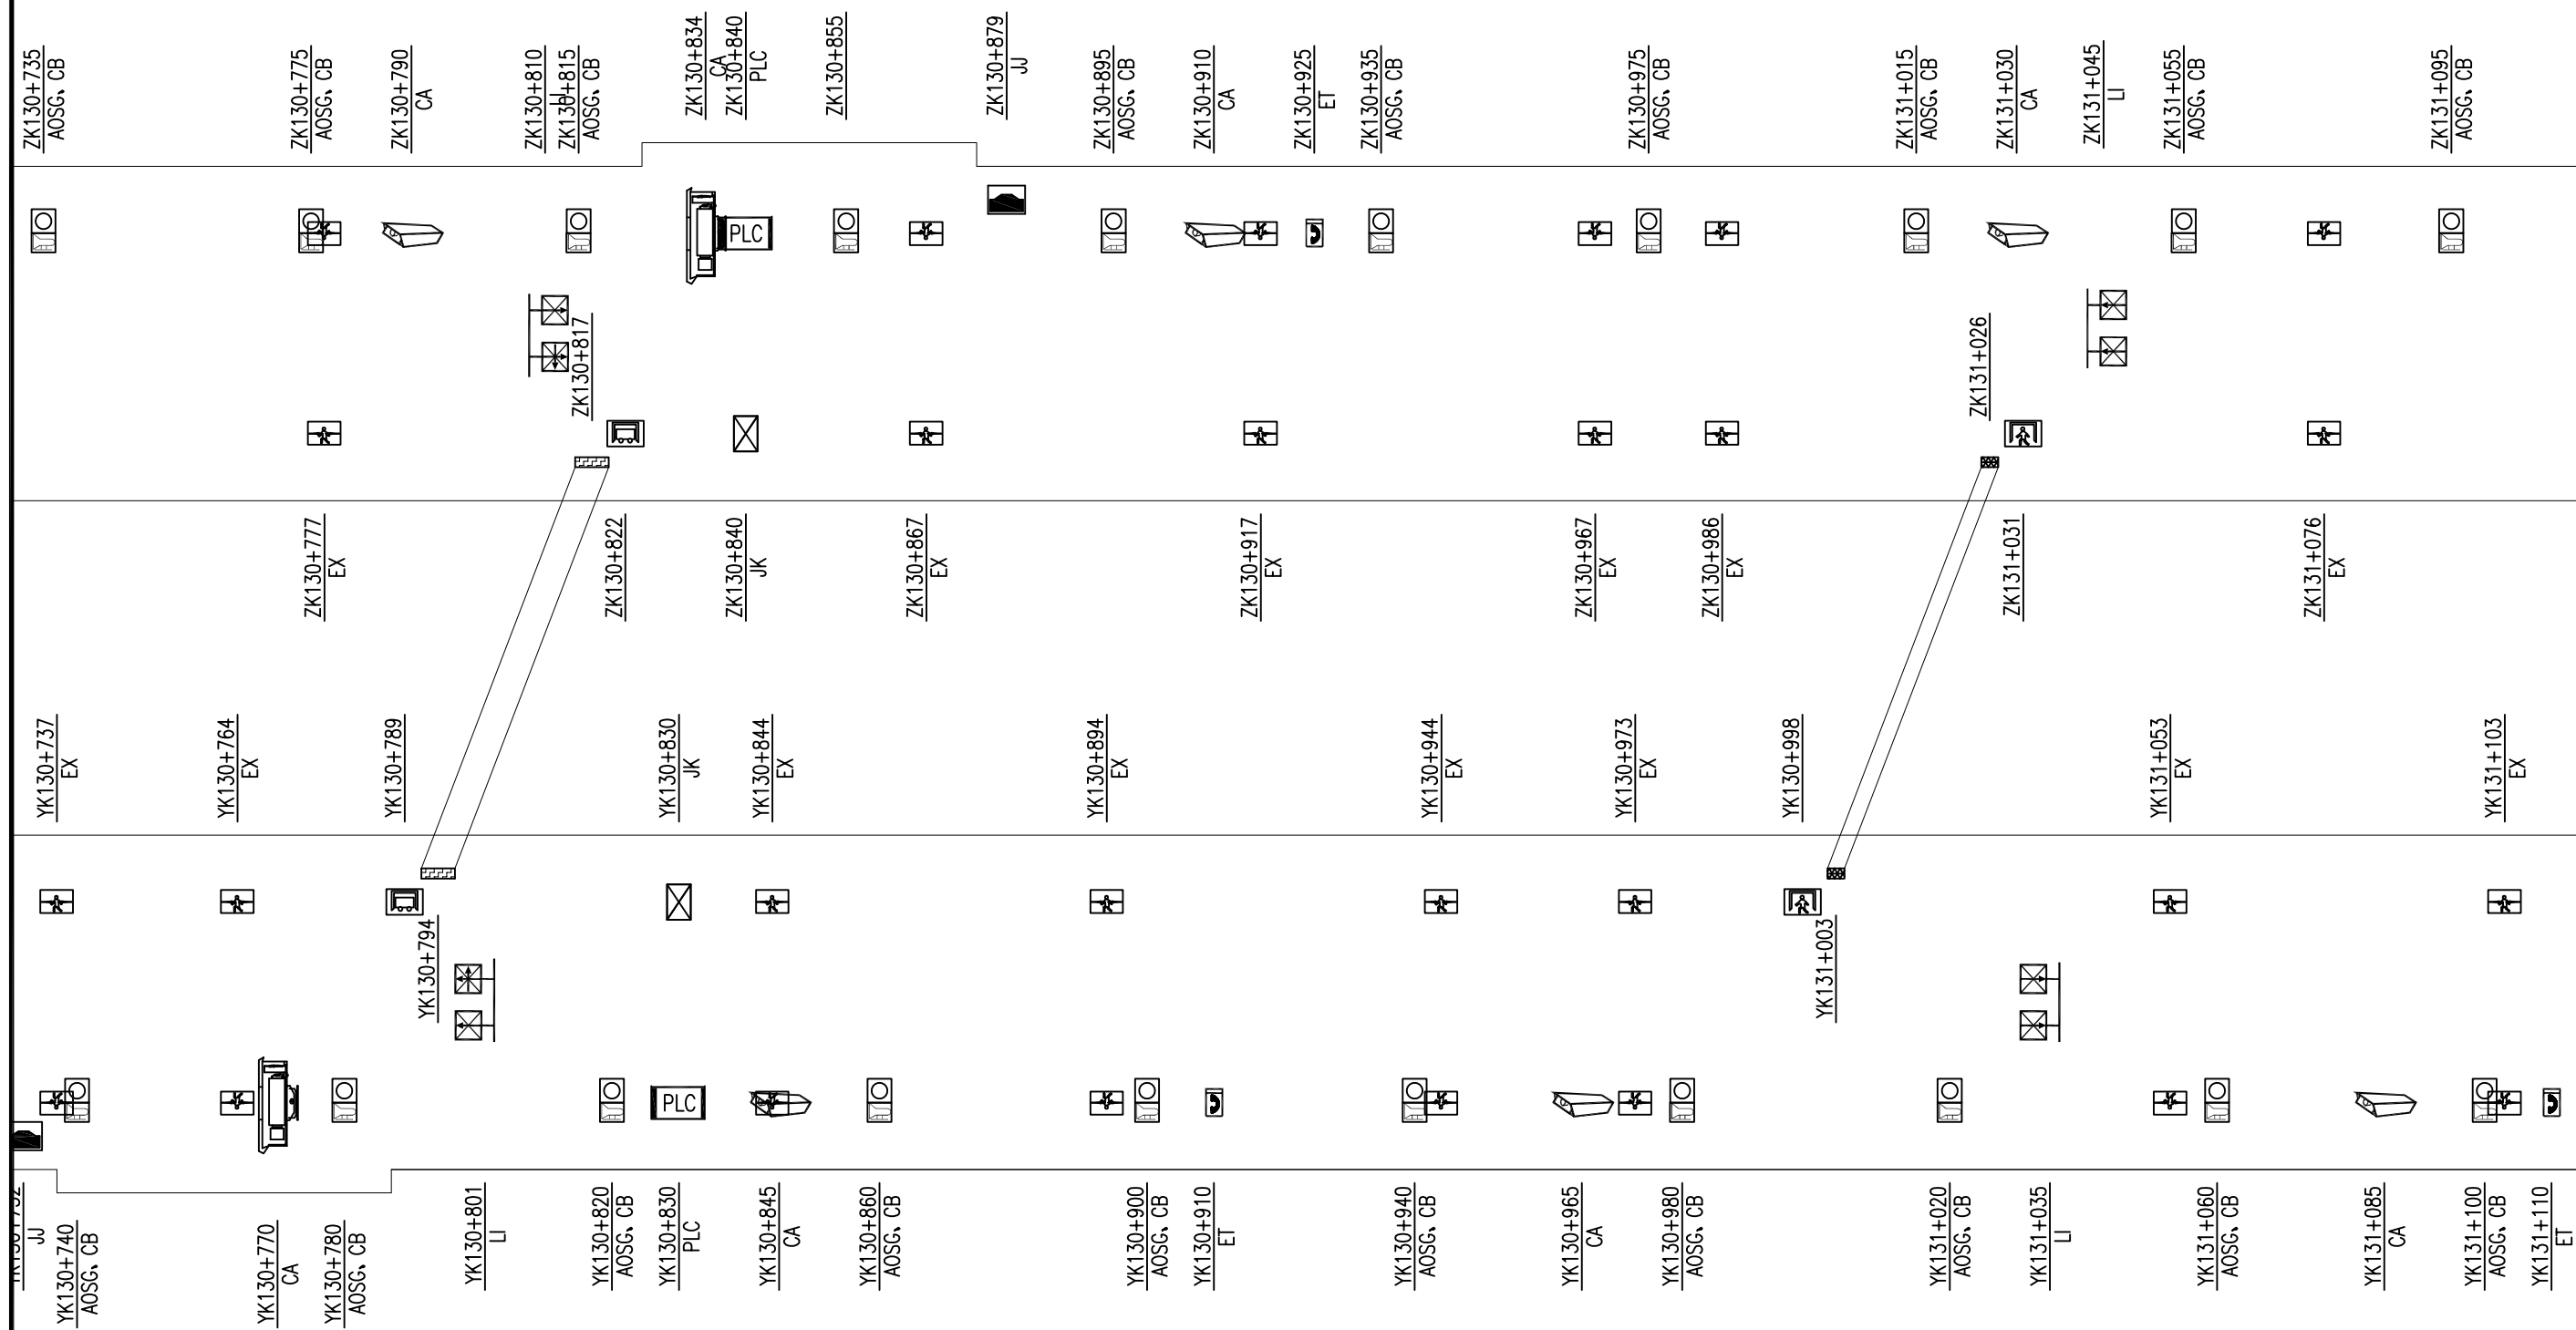 ZK130+735
AOSG、CB
ZK130+775
AOSG、CB
ZK130+790
CA
ZK130+810
LI
ZK130+815
AOSG、CB
ZK130+834
CA
ZK130+840
PLC
ZK130+855
ZK130+879
JJ
ZK130+895
AOSG、CB
ZK130+910
CA
ZK130+925
ET
ZK130+935
AOSG、CB
ZK130+975
AOSG、CB
ZK131+015
AOSG、CB
ZK131+030
CA
ZK131+045
LI
ZK131+055
AOSG、CB
ZK131+095
AOSG、CB
PLC
ZK130+817
ZK131+026
ZK130+777
EX
ZK130+822
ZK130+840
JK
ZK130+867
EX
ZK130+917
EX
ZK130+967
EX
ZK130+986
EX
ZK131+031
ZK131+076
EX
YK130+737
EX
YK130+764
EX
YK130+789
YK130+830
JK
YK130+844
EX
YK130+894
EX
YK130+944
EX
YK130+973
EX
YK130+998
YK131+053
EX
YK131+103
EX
YK130+794
YK131+003
PLC
JJ
YK130+740
AOSG、CB
YK130+770
CA
YK130+780
AOSG、CB
YK130+801
LI
YK130+820
AOSG、CB
YK130+830
PLC
YK130+845
CA
YK130+860
AOSG、CB
YK130+900
AOSG、CB
YK130+910
ET
YK130+940
AOSG、CB
YK130+965
CA
YK130+980
AOSG、CB
YK131+020
AOSG、CB
YK131+035
LI
YK131+060
AOSG、CB
YK131+085
CA
YK131+100
AOSG、CB
YK131+110
ET